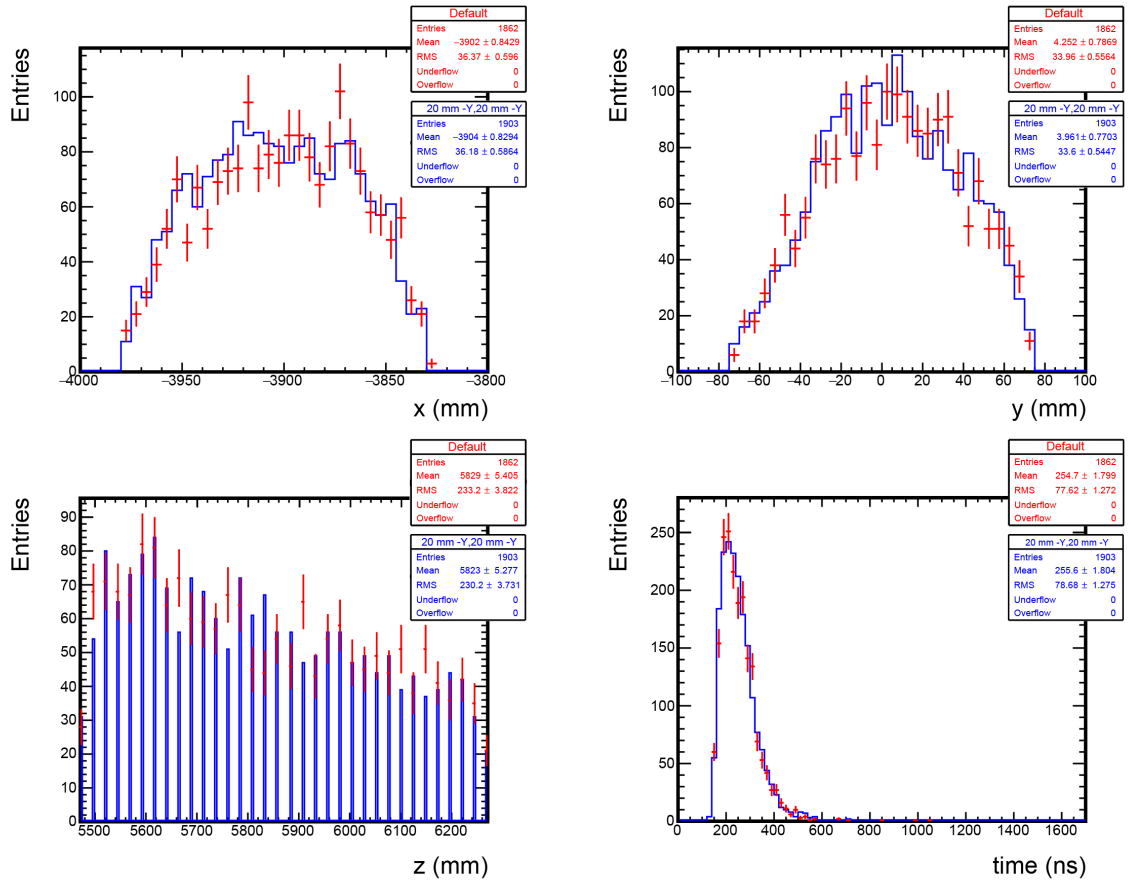 Default
Entries 1862
Mean −3902 ± 0.8429
RMS 36.37 ± 0.596
Underflow 0
Overflow 0
20 mm -Y,20 mm -Y
Entries 1903
Mean −3904 ± 0.8294
RMS 36.18 ± 0.5864
Underflow 0
Overflow 0
Entries
100
80
60
40
20
0
−4000 −3950 −3900 −3850 −3800
x (mm)
Default
Entries 1862
Mean 4.252 ± 0.7869
RMS 33.96 ± 0.5564
Underflow 0
Overflow 0
20 mm -Y,20 mm -Y
Entries 1903
Mean 3.961 ± 0.7703
RMS 33.6 ± 0.5447
Underflow 0
Overflow 0
Entries
100
80
60
40
20
0
−100 −80 −60 −40 −20 0 20 40 60 80 100
y (mm)
Default
Entries 1862
Mean 5829 ± 5.405
RMS 233.2 ± 3.822
Underflow 0
Overflow 0
20 mm -Y,20 mm -Y
Entries 1903
Mean 5823 ± 5.277
RMS 230.2 ± 3.731
Underflow 0
Overflow 0
Entries
90
80
70
60
50
40
30
20
10
0
5500 5600 5700 5800 5900 6000 6100 6200
z (mm)
Default
Entries 1862
Mean 254.7 ± 1.799
RMS 77.62 ± 1.272
Underflow 0
Overflow 0
20 mm -Y,20 mm -Y
Entries 1903
Mean 255.6 ± 1.804
RMS 78.68 ± 1.275
Underflow 0
Overflow 0
Entries
250
200
150
100
50
0
0 200 400 600 800 1000 1200 1400 1600
time (ns)